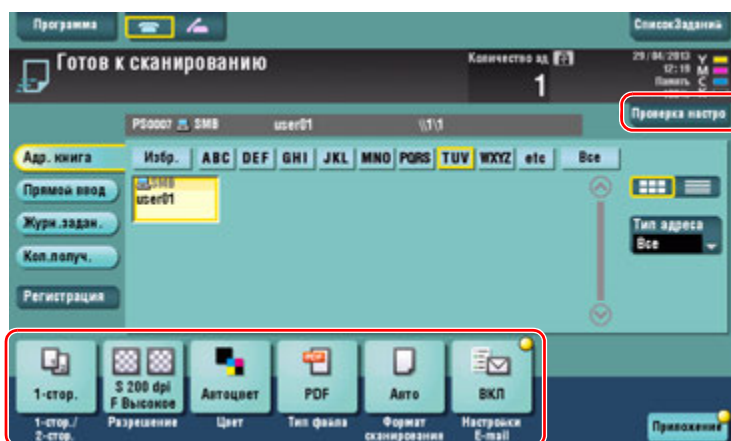 Программа
СписокЗаданий
Готов к сканированию
Количество ад
1
29/04/2013
12:19
Память
Y
M
C
K
Проверка настро
PS0007 SMB user01 \\1\1
Адр. книга
Избр. ABC DEF GHI JKL MNO PQRS TUV WXYZ etc Все
SMB
user01
Прямой ввод
Журн.задан.
Кол.получ.
Регистрация
Тип адреса
Все
1-стор.
1-стор./
2-стор.
S 200 dpi
F Высокое
Разрешение
Автоцвет
Цвет
PDF
PDF
Тип файла
Авто
Формат
сканирования
ВКЛ
Настройки
E-mail
Приложение